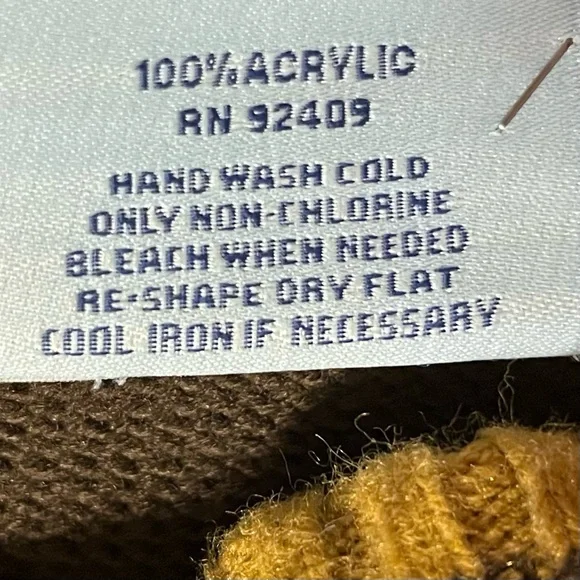 100% ACRYLIC
RN 92409
HAND WASH COLD
ONLY NON-CHLORINE
BLEACH WHEN NEEDED
RE-SHAPE DRY FLAT
COOL IRON IF NECESSARY